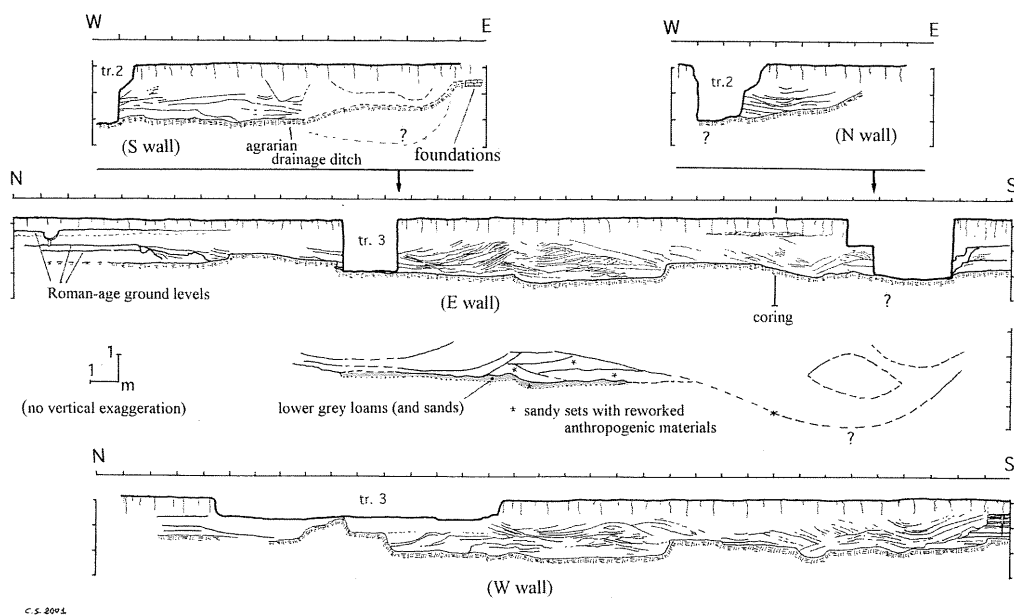 W E
tr.2
(S wall)
?
agrarian
drainage ditch
foundations
W E
tr.2
?
(N wall)
N S
tr. 3
Roman-age ground levels
(E wall)
?
coring
1
1 m
(no vertical exaggeration)
lower grey loams (and sands)
* sandy sets with reworked
anthropogenic materials
?
N S
tr. 3
(W wall)
C.S. 2001